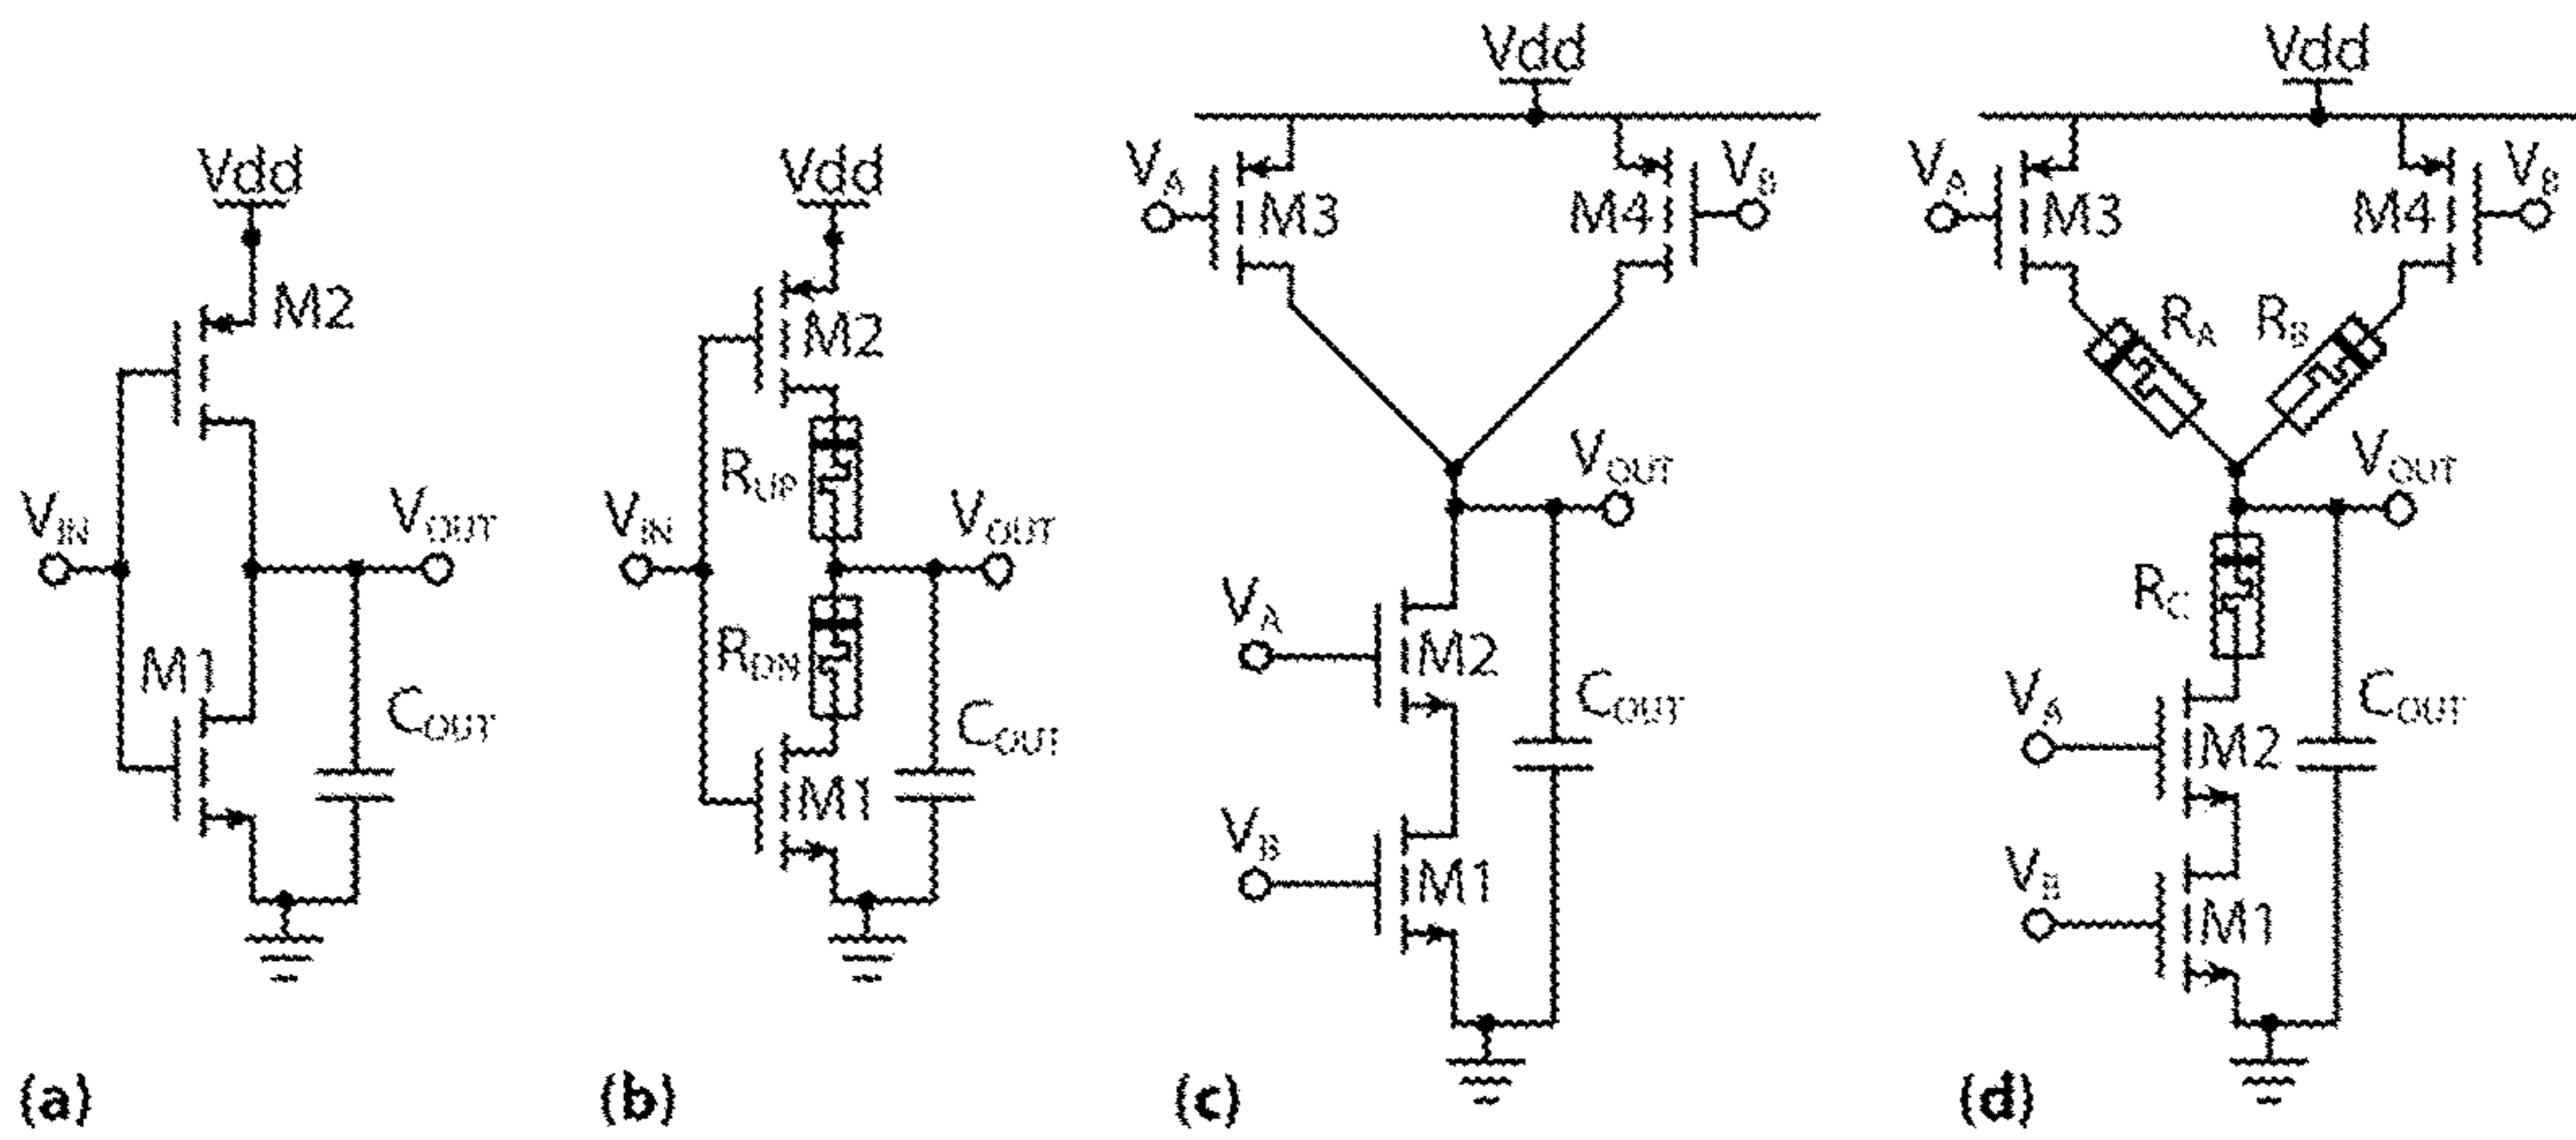 Vdd
M2
V_IN
V_OUT
M1
C_OUT
(a)
Vdd
M2
R_UP
V_IN
V_OUT
R_DN
M1
C_OUT
(b)
Vdd
V_A
M3
M4
V_B
V_OUT
V_A
M2
C_OUT
V_B
M1
(c)
Vdd
V_A
M3
M4
V_B
R_A
R_B
V_OUT
R_C
V_A
M2
C_OUT
V_B
M1
(d)